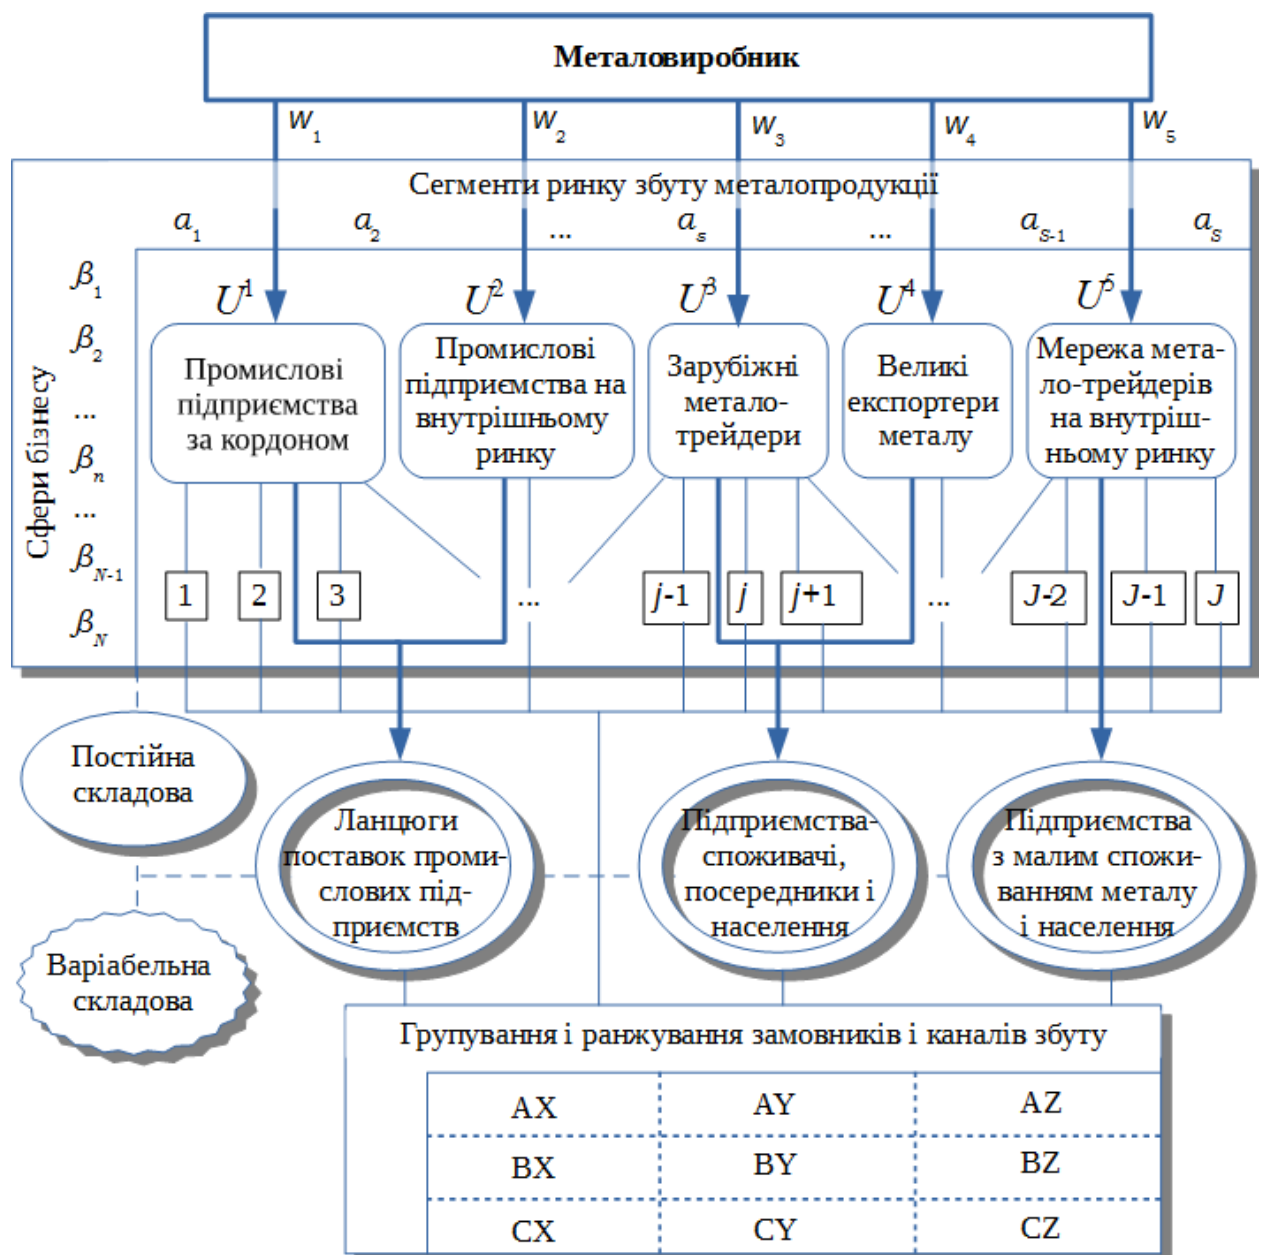 Металовиробник
w₁ w₂ w₃ w₄ w₅
Сегменти ринку збуту металопродукції
a₁ a₂ ... aₛ ... a_{S-1} a_S
Сфери бізнесу
β₁
β₂
...
βₙ
...
β_{N-1}
β_N
U¹ U² U³ U⁴ U⁵
Промислові
підприємства
за кордоном
Промислові
підприємства на
внутрішньому
ринку
Зарубіжні
метало-
трейдери
Великі
експортери
металу
Мережа мета-
ло-трейдерів
на внутріш-
ньому ринку
1 2 3 ... j-1 j j+1 ... J-2 J-1 J
Постійна
складова
Варіабельна
складова
Ланцюги
поставок проми-
слових під-
приємств
Підприємства-
споживачі,
посередники і
населення
Підприємства
з малим спожи-
ванням металу
і населення
Групування і ранжування замовників і каналів збуту
AX AY AZ
BX BY BZ
CX CY CZ